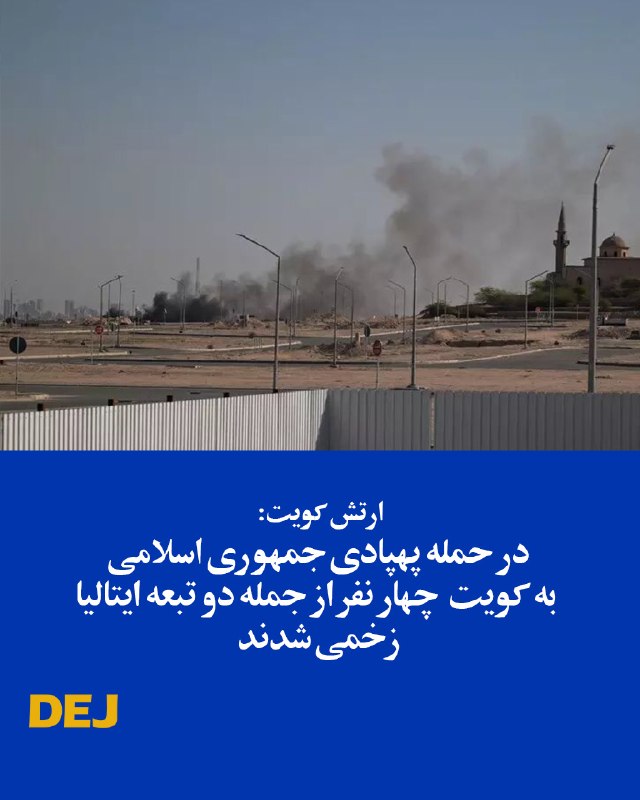 ارتش کویت:
در حمله پهپادی جمهوری اسلامی
به کویت چهار نفر از جمله دو تبعه ایتالیا
زخمی شدند
DEJ